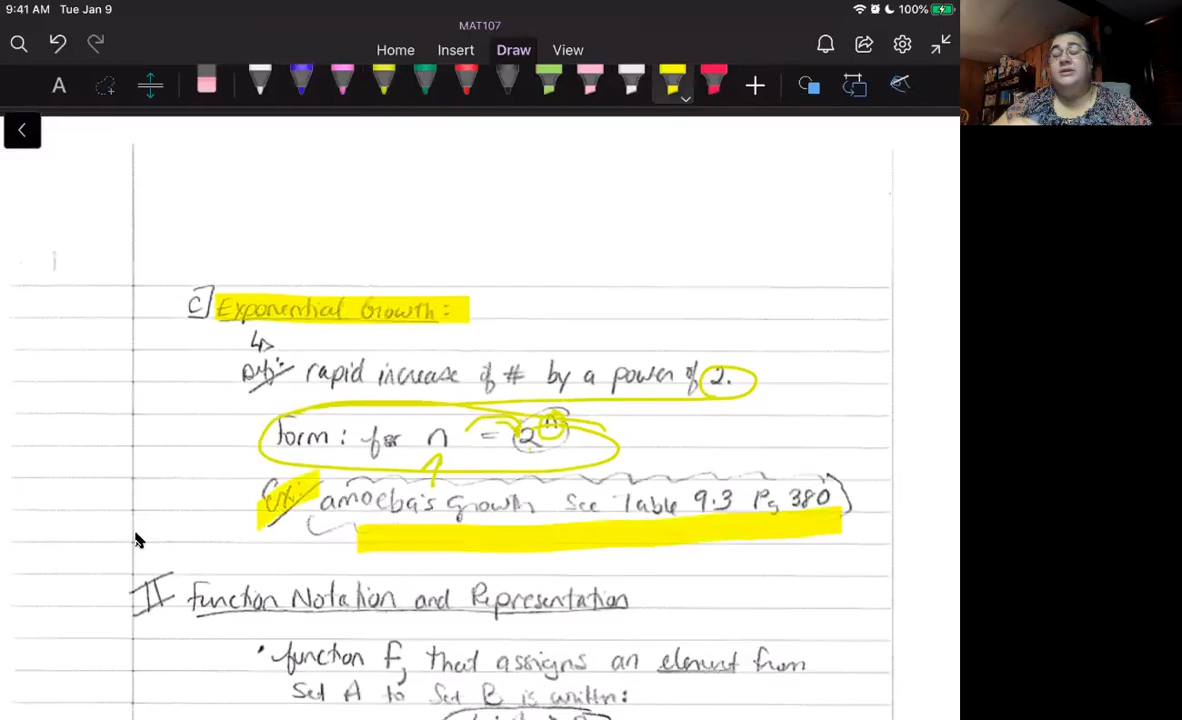 9:41 AM Tue Jan 9
100%
MAT107
Home Insert Draw View
A
C] Exponential Growth:
Def: rapid increase of # by a power of 2.
Form: for n = 2ⁿ
Ex: amoeba's growth See Table 9.3 Pg 380
II Function Notation and Representation
• function f, that assigns an element from
Set A to Set B is written: